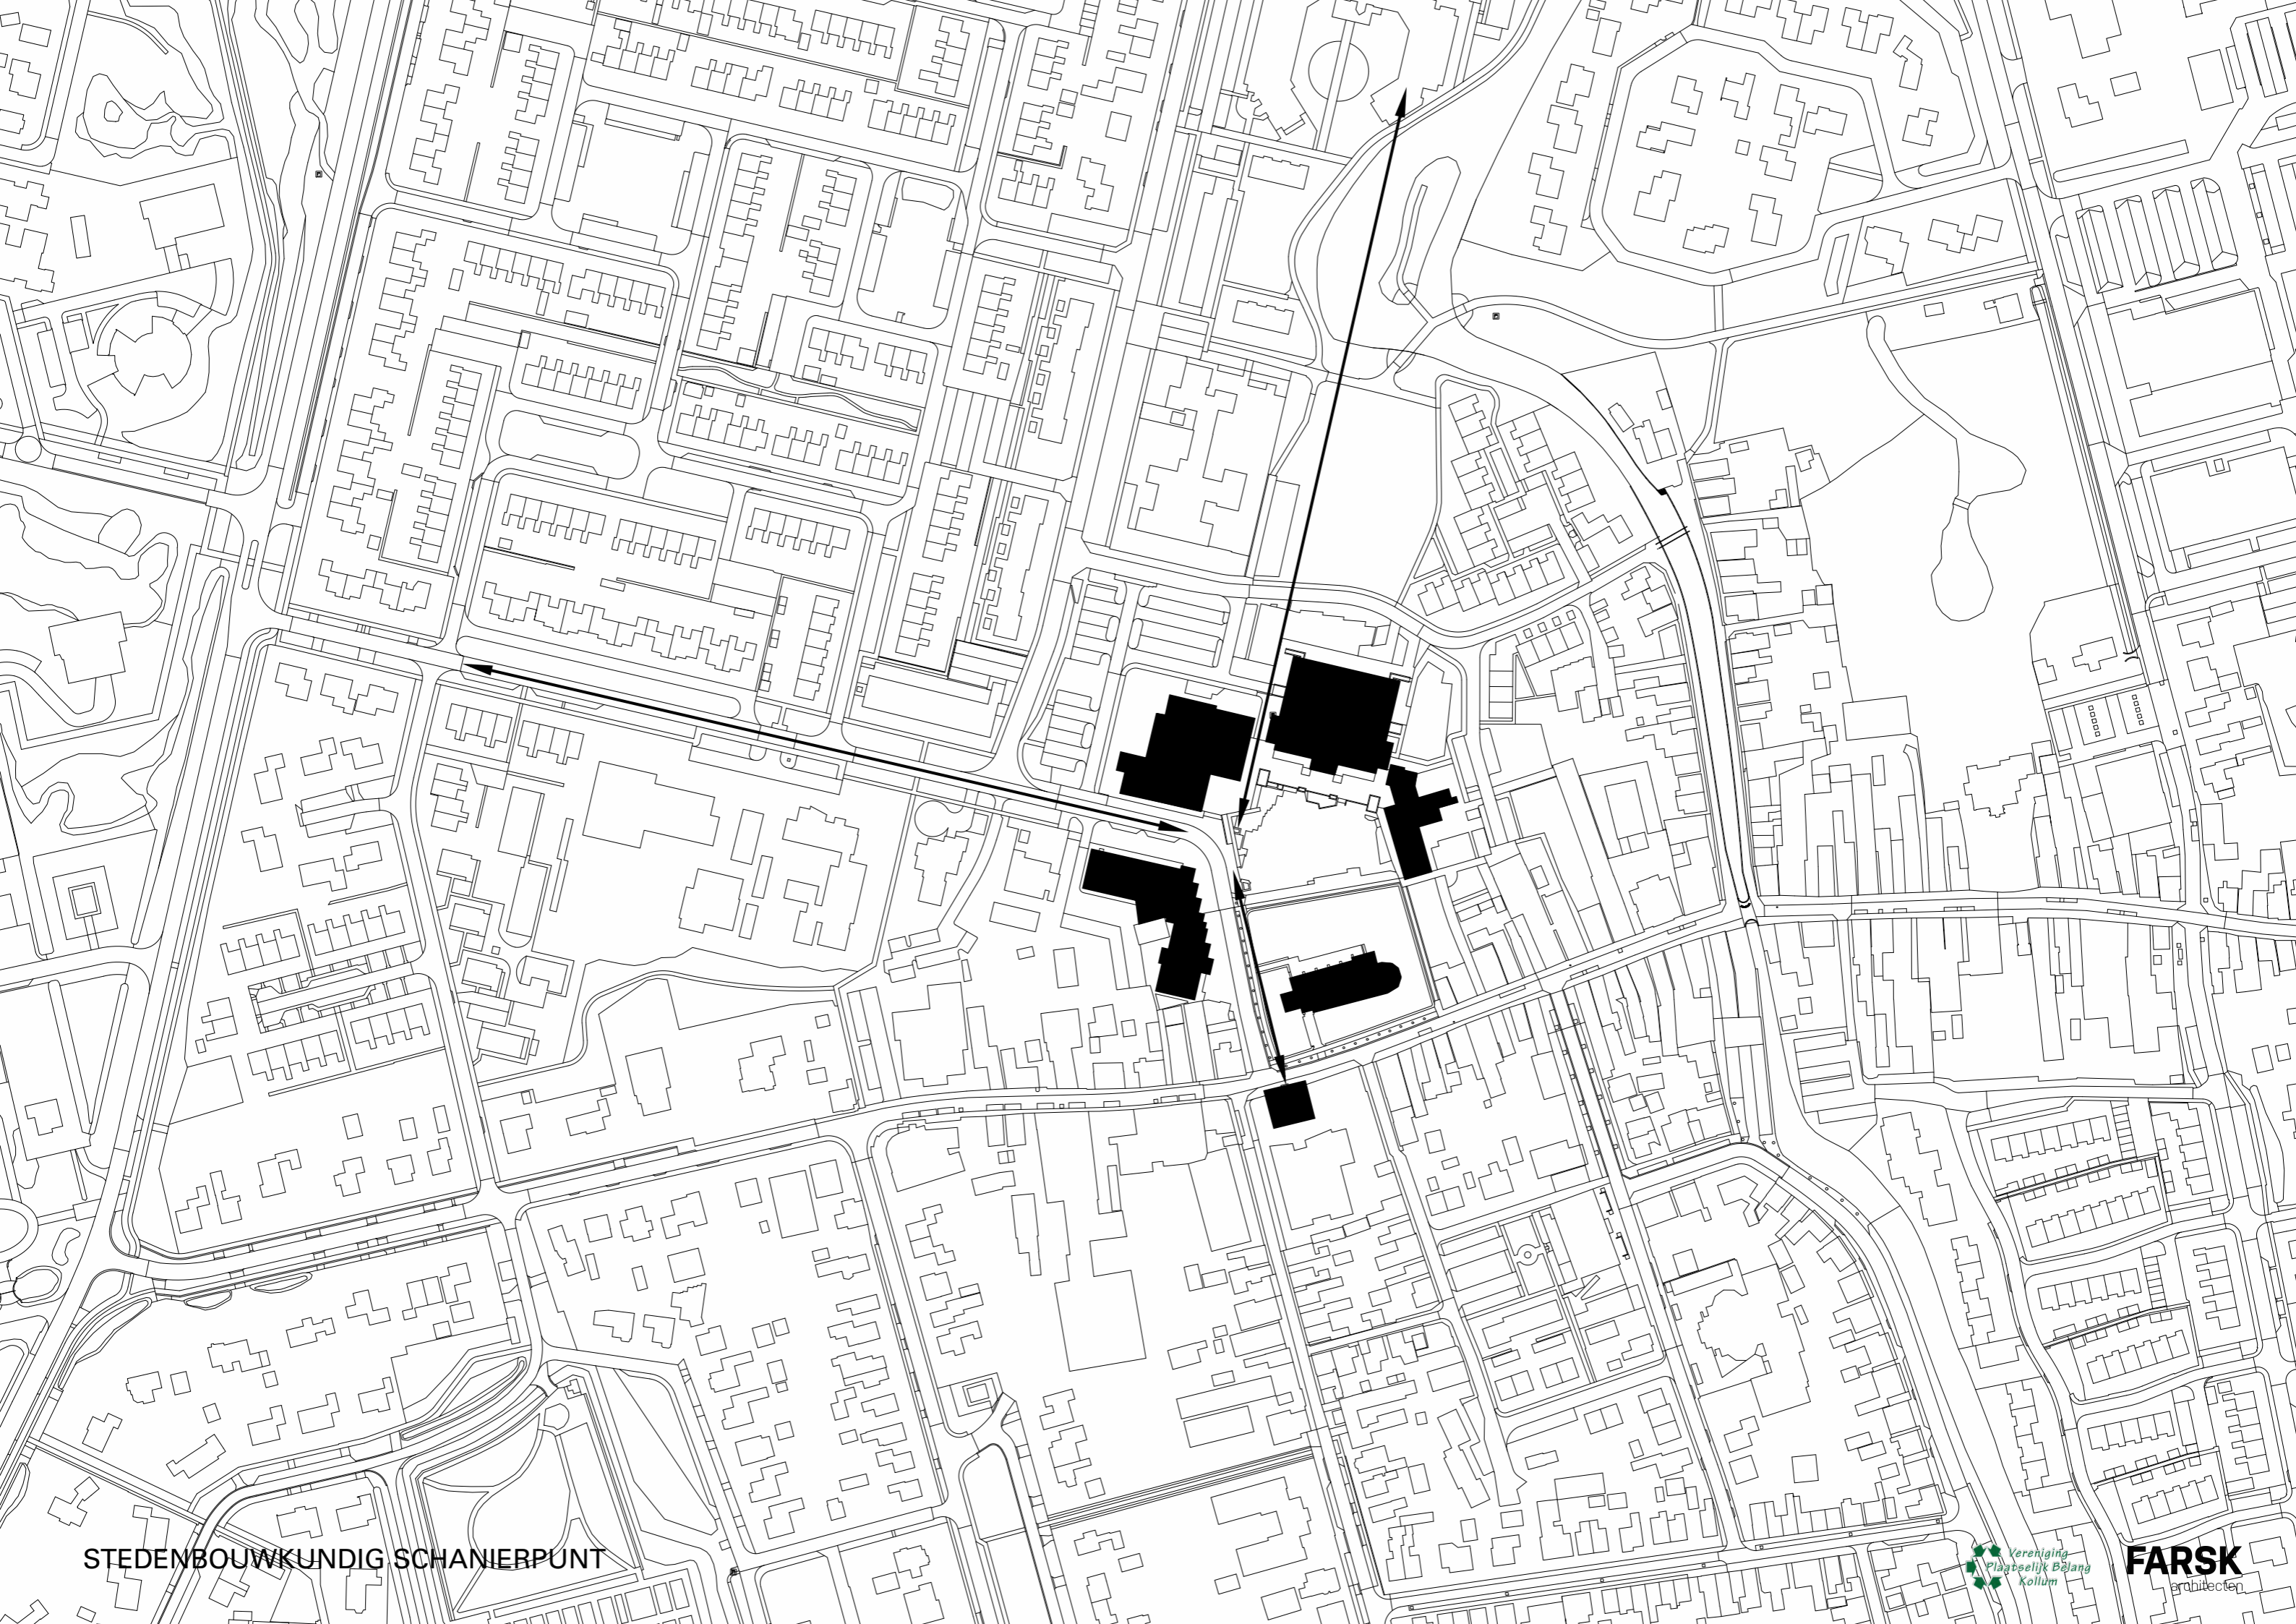 STEDENBOUWKUNDIG SCHANIERPUNT
Vereniging
Plaatselijk Belang
Kollum
FARSK
architecten